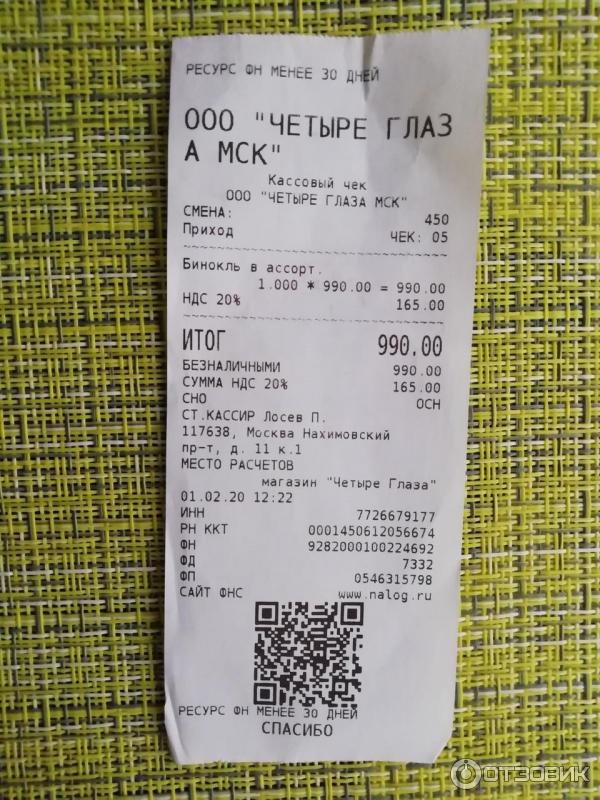 РЕСУРС ФН МЕНЕЕ 30 ДНЕЙ
ООО "ЧЕТЫРЕ ГЛАЗ
А МСК"
Кассовый чек
ООО "ЧЕТЫРЕ ГЛАЗА МСК"
СМЕНА: 450
Приход ЧЕК: 05
~~~~~~~~~~~~~~~~~~~~~~~~~~~~~~~~
Бинокль в ассорт.
1.000 * 990.00 = 990.00
НДС 20% 165.00
~~~~~~~~~~~~~~~~~~~~~~~~~~~~~~~~
ИТОГ 990.00
БЕЗНАЛИЧНЫМИ 990.00
СУММА НДС 20% 165.00
СНО ОСН
СТ.КАССИР Лосев П.
117638, Москва Нахимовский
пр-т, д. 11 к.1
МЕСТО РАСЧЕТОВ
магазин "Четыре Глаза"
01.02.20 12:22
ИНН 7726679177
РН ККТ 0001450612056674
ФН 9282000100224692
ФД 7332
ФП 0546315798
САЙТ ФНС www.nalog.ru
РЕСУРС ФН МЕНЕЕ 30 ДНЕЙ
СПАСИБО
ОТЗОВИК